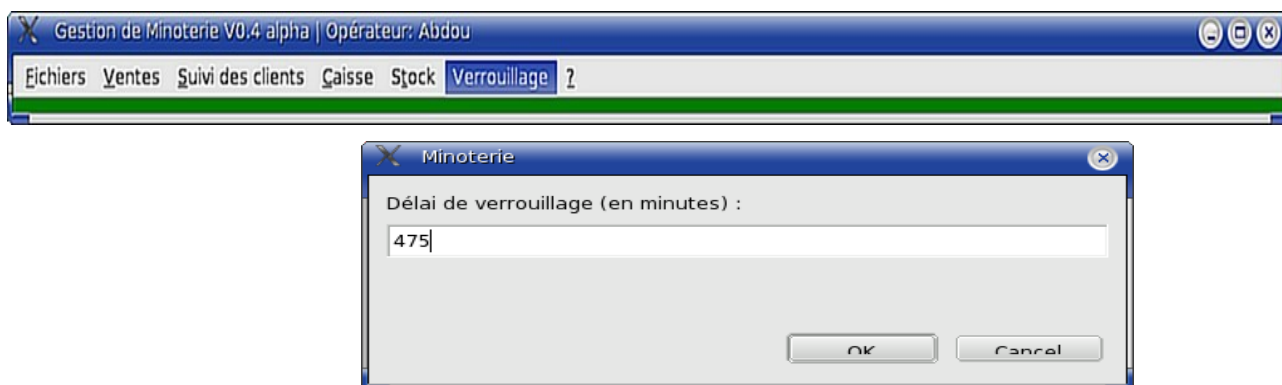 Gestion de Minoterie V0.4 alpha | Opérateur: Abdou
Fichiers Ventes Suivi des clients Caisse Stock Verrouillage ?
Minoterie
Délai de verrouillage (en minutes) :
475
OK Cancel